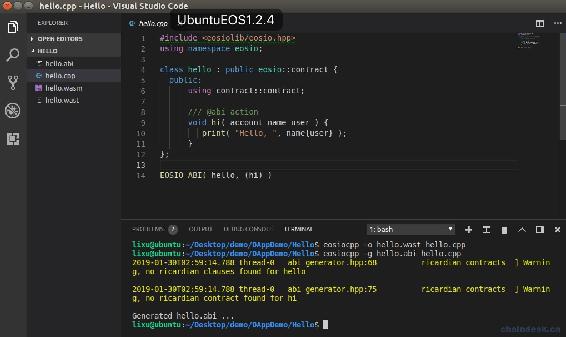 hello.cpp - Hello - Visual Studio Code
UbuntuEOS1.2.4
EXPLORER
OPEN EDITORS
HELLO
hello.abi
hello.cpp
hello.wasm
hello.wast
hello.cpp
1 #include <eosiolib/eosio.hpp>
2 using namespace eosio;
3
4 class hello : public eosio::contract {
5 public:
6 using contract::contract;
7
8 /// @abi action
9 void hi( account_name user ) {
10 print( "Hello, ", name{user} );
11 }
12 };
13
14 EOSIO_ABI( hello, (hi) )
PROBLEMS 2 OUTPUT DEBUG CONSOLE TERMINAL 1: bash
lixu@ubuntu:~/Desktop/demo/DAppDemo/Hello$ eosiocpp -o hello.wast hello.cpp
lixu@ubuntu:~/Desktop/demo/DAppDemo/Hello$ eosiocpp -g hello.abi hello.cpp
2019-01-30T02:59:14.788 thread-0 abi_generator.hpp:68 ricardian_contracts ] Warnin
g, no ricardian clauses found for hello
2019-01-30T02:59:14.788 thread-0 abi_generator.hpp:75 ricardian_contracts ] Warnin
g, no ricardian contract found for hi
Generated hello.abi ...
lixu@ubuntu:~/Desktop/demo/DAppDemo/Hello$
chaindesk.cn